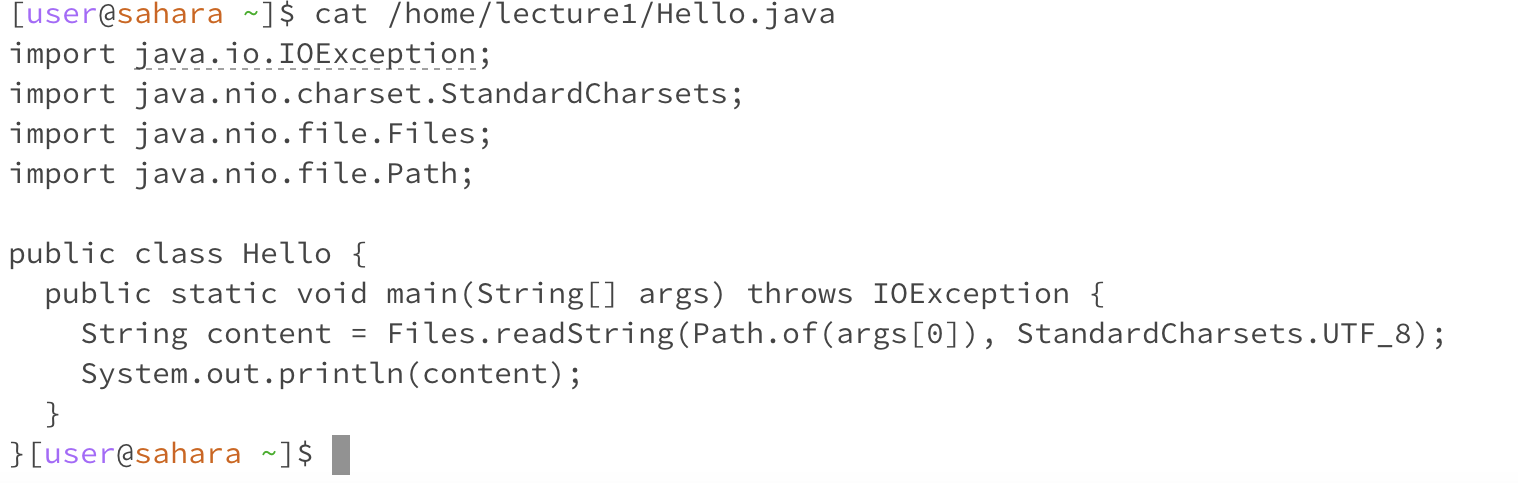 [user@sahara ~]$ cat /home/lecture1/Hello.java
import java.io.IOException;
import java.nio.charset.StandardCharsets;
import java.nio.file.Files;
import java.nio.file.Path;

public class Hello {
  public static void main(String[] args) throws IOException {
    String content = Files.readString(Path.of(args[0]), StandardCharsets.UTF_8);
    System.out.println(content);
  }
}[user@sahara ~]$